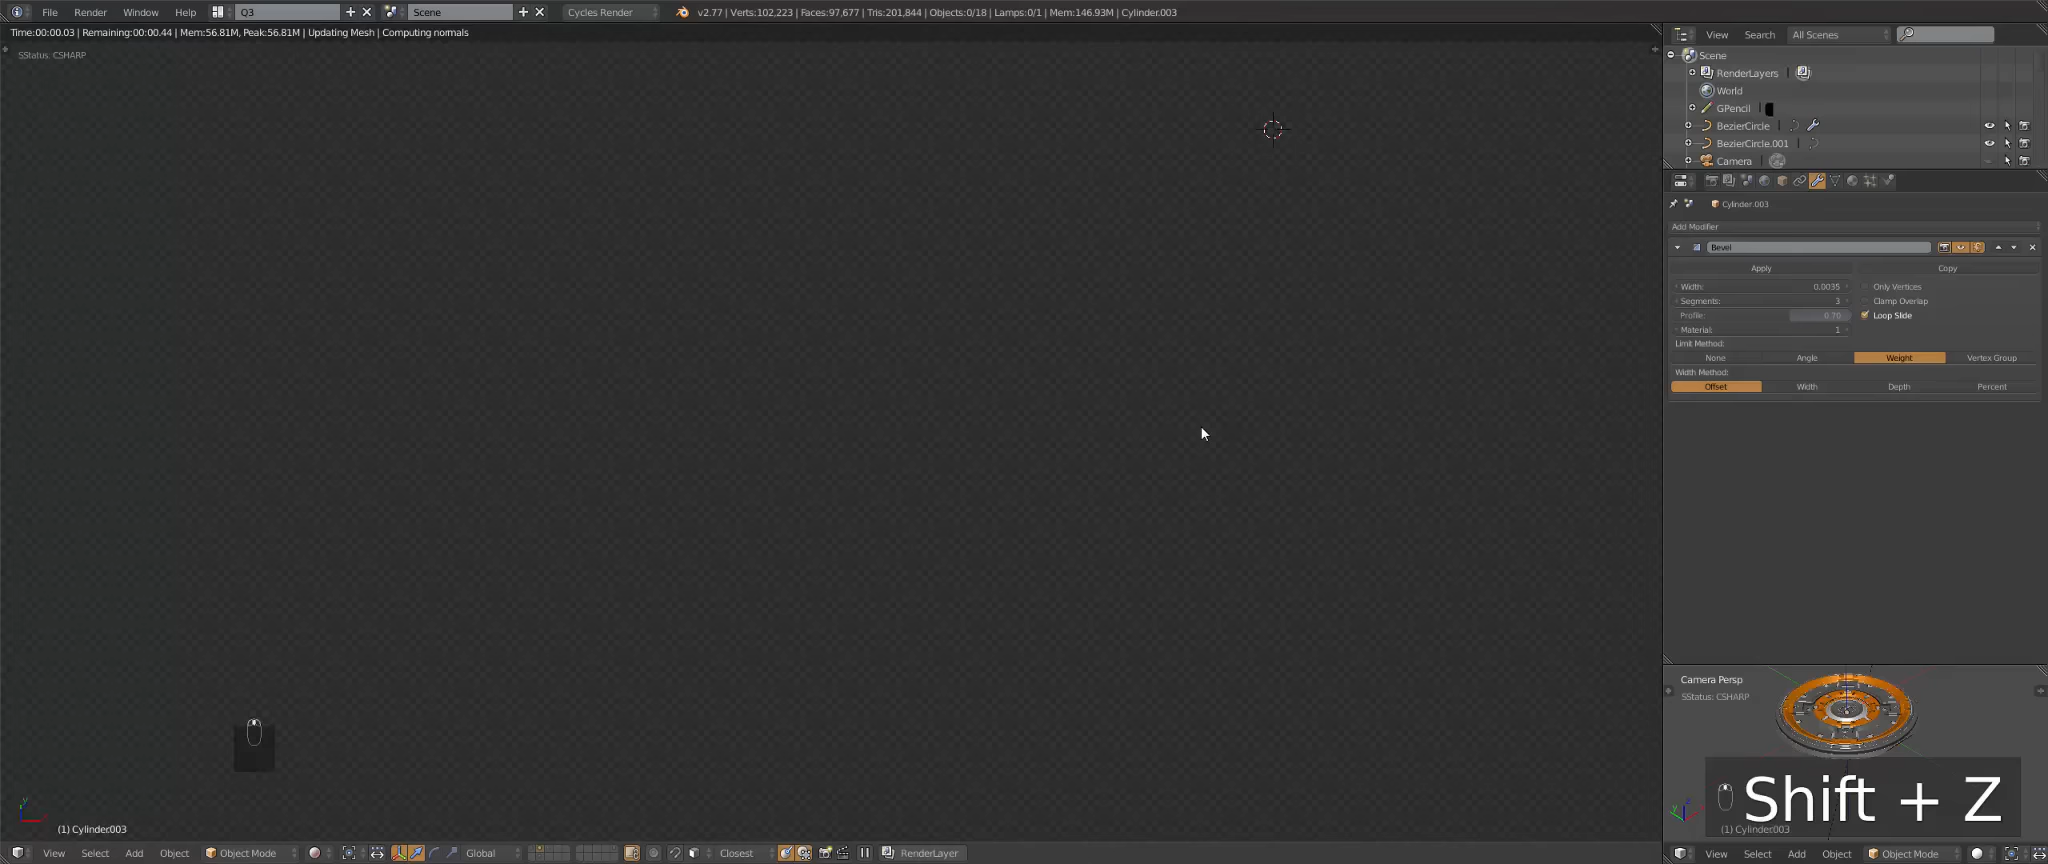 File Render Window Help Q3 Scene Cycles Render v2.77 | Verts:102,223 | Faces:97,677 | Tris:201,844 | Objects:0/18 | Lamps:0/1 | Mem:146.93M | Cylinder.003
Time:00:00.03 | Remaining:00:00.44 | Mem:56.81M, Peak:56.81M | Updating Mesh | Computing normals
SStatus: CSHARP
View Search All Scenes
Scene
RenderLayers
World
GPencil
BezierCircle
BezierCircle.001
Camera
Cylinder.003
Add Modifier
Bevel
Apply Copy
Width: 0.0035 Only Vertices
Segments: 3 Clamp Overlap
Profile: 0.70 Loop Slide
Material: 1
Limit Method:
None Angle Weight Vertex Group
Width Method:
Offset Width Depth Percent
Camera Persp
SStatus: CSHARP
Shift + Z
(1) Cylinder.003
(1) Cylinder.003
View Select Add Object Object Mode Global Closest RenderLayer
View Select Add Object Object Mode